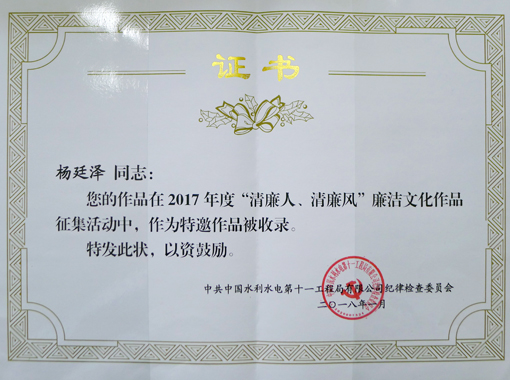 证书
杨廷泽 同志：
您的作品在2017年度“清廉人、清廉风”廉洁文化作品
征集活动中，作为特邀作品被收录。
特发此状，以资鼓励。
中共中国水利水电第十一工程局有限公司纪律检查委员会
二〇一八年一月